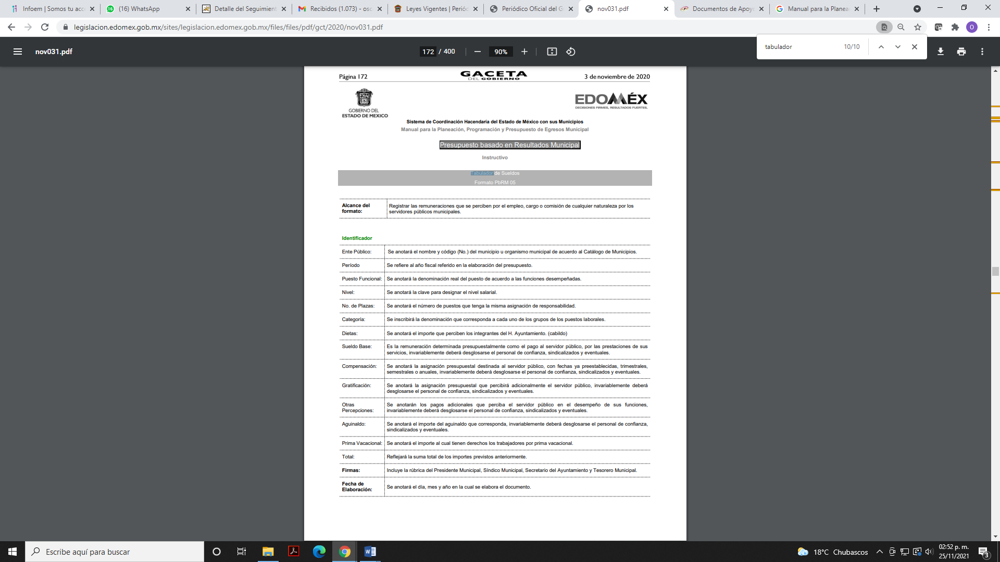 Infoem | Somos tu acc
(16) WhatsApp
Detalle del Seguimient
Recibidos (1.073) - osc
Leyes Vigentes | Perióc
Periódico Oficial del G
nov031.pdf
Documentos de Apoyo
Manual para la Planea
legislacion.edomex.gob.mx/sites/legislacion.edomex.gob.mx/files/files/pdf/gct/2020/nov031.pdf
O
nov031.pdf
172 / 400
90%
tabulador
10/10
Página 172
GACETA
DEL GOBIERNO
3 de noviembre de 2020
GOBIERNO DEL
ESTADO DE MÉXICO
EDOMÉX
DECISIONES FIRMES, RESULTADOS FUERTES.
Sistema de Coordinación Hacendaria del Estado de México con sus Municipios
Manual para la Planeación, Programación y Presupuesto de Egresos Municipal
Presupuesto basado en Resultados Municipal
Instructivo
Tabulador de Sueldos
Formato PbRM 05
Alcance del
formato:
Registrar las remuneraciones que se perciben por el empleo, cargo o comisión de cualquier naturaleza por los
servidores públicos municipales.
Identificador
Ente Público: Se anotará el nombre y código (No.) del municipio u organismo municipal de acuerdo al Catálogo de Municipios.
Período Se refiere al año fiscal referido en la elaboración del presupuesto.
Puesto Funcional: Se anotará la denominación real del puesto de acuerdo a las funciones desempeñadas.
Nivel: Se anotará la clave para designar el nivel salarial.
No. de Plazas: Se anotará el número de puestos que tenga la misma asignación de responsabilidad.
Categoría: Se inscribirá la denominación que corresponda a cada uno de los grupos de los puestos laborales.
Dietas: Se anotará el importe que perciben los integrantes del H. Ayuntamiento. (cabildo)
Sueldo Base: Es la remuneración determinada presupuestalmente como el pago al servidor público, por las prestaciones de sus
servicios, invariablemente deberá desglosarse el personal de confianza, sindicalizados y eventuales.
Compensación: Se anotará la asignación presupuestal destinada al servidor público, con fechas ya preestablecidas, trimestrales,
semestrales o anuales, invariablemente deberá desglosarse el personal de confianza, sindicalizados y eventuales.
Gratificación: Se anotará la asignación presupuestal que percibirá adicionalmente el servidor público, invariablemente deberá
desglosarse el personal de confianza, sindicalizados y eventuales.
Otras
Percepciones:
Se anotarán los pagos adicionales que perciba el servidor público en el desempeño de sus funciones,
invariablemente deberá desglosarse el personal de confianza, sindicalizados y eventuales.
Aguinaldo: Se anotará el importe del aguinaldo que corresponda, invariablemente deberá desglosarse el personal de confianza,
sindicalizados y eventuales.
Prima Vacacional: Se anotará el importe al cual tienen derechos los trabajadores por prima vacacional.
Total: Reflejará la suma total de los importes previstos anteriormente.
Firmas: Incluye la rúbrica del Presidente Municipal, Síndico Municipal, Secretario del Ayuntamiento y Tesorero Municipal.
Fecha de
Elaboración:
Se anotará el día, mes y año en la cual se elabora el documento.
Escribe aquí para buscar
18°C Chubascos
02:52 p. m.
25/11/2021
3